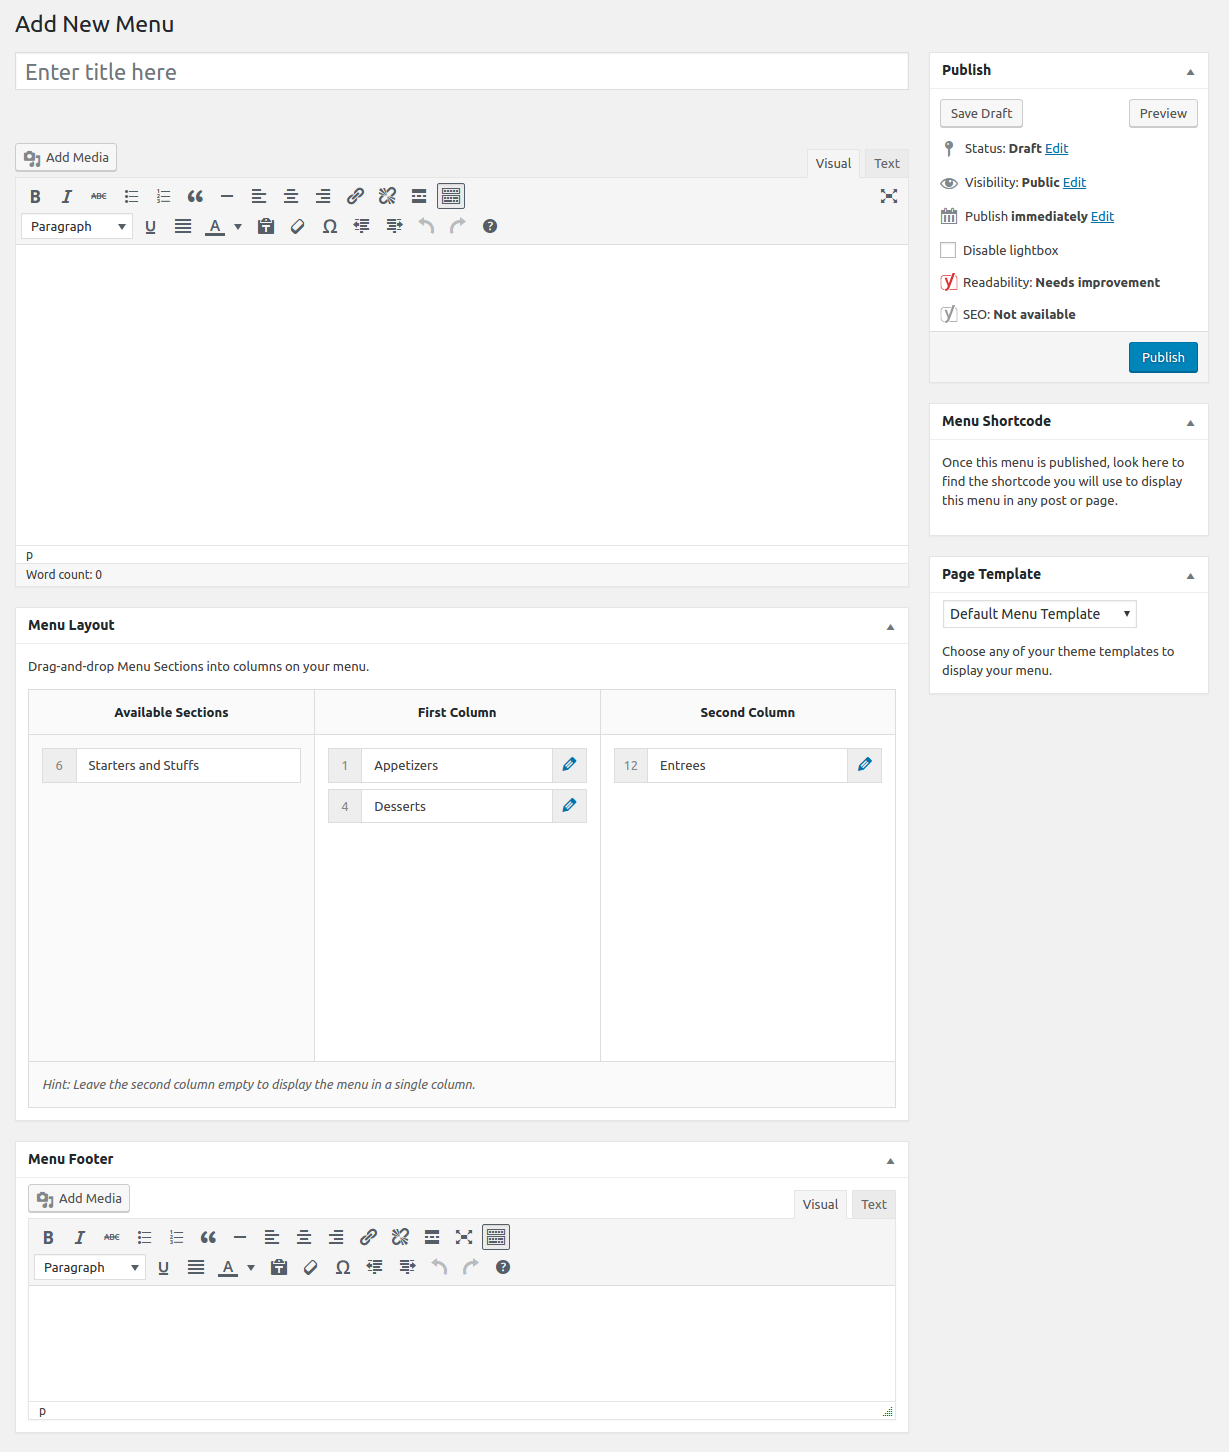 Add New Menu
Enter title here
Add Media
Visual Text
B I ABC
Paragraph U A Ω
p
Word count: 0
Menu Layout
Drag-and-drop Menu Sections into columns on your menu.
Available Sections First Column Second Column
6 Starters and Stuffs 1 Appetizers 12 Entrees
4 Desserts
Hint: Leave the second column empty to display the menu in a single column.
Menu Footer
Add Media
Visual Text
B I ABC
Paragraph U A Ω
p
Publish
Save Draft Preview
Status: Draft Edit
Visibility: Public Edit
Publish immediately Edit
Disable lightbox
Readability: Needs improvement
SEO: Not available
Publish
Menu Shortcode
Once this menu is published, look here to
find the shortcode you will use to display
this menu in any post or page.
Page Template
Default Menu Template
Choose any of your theme templates to
display your menu.